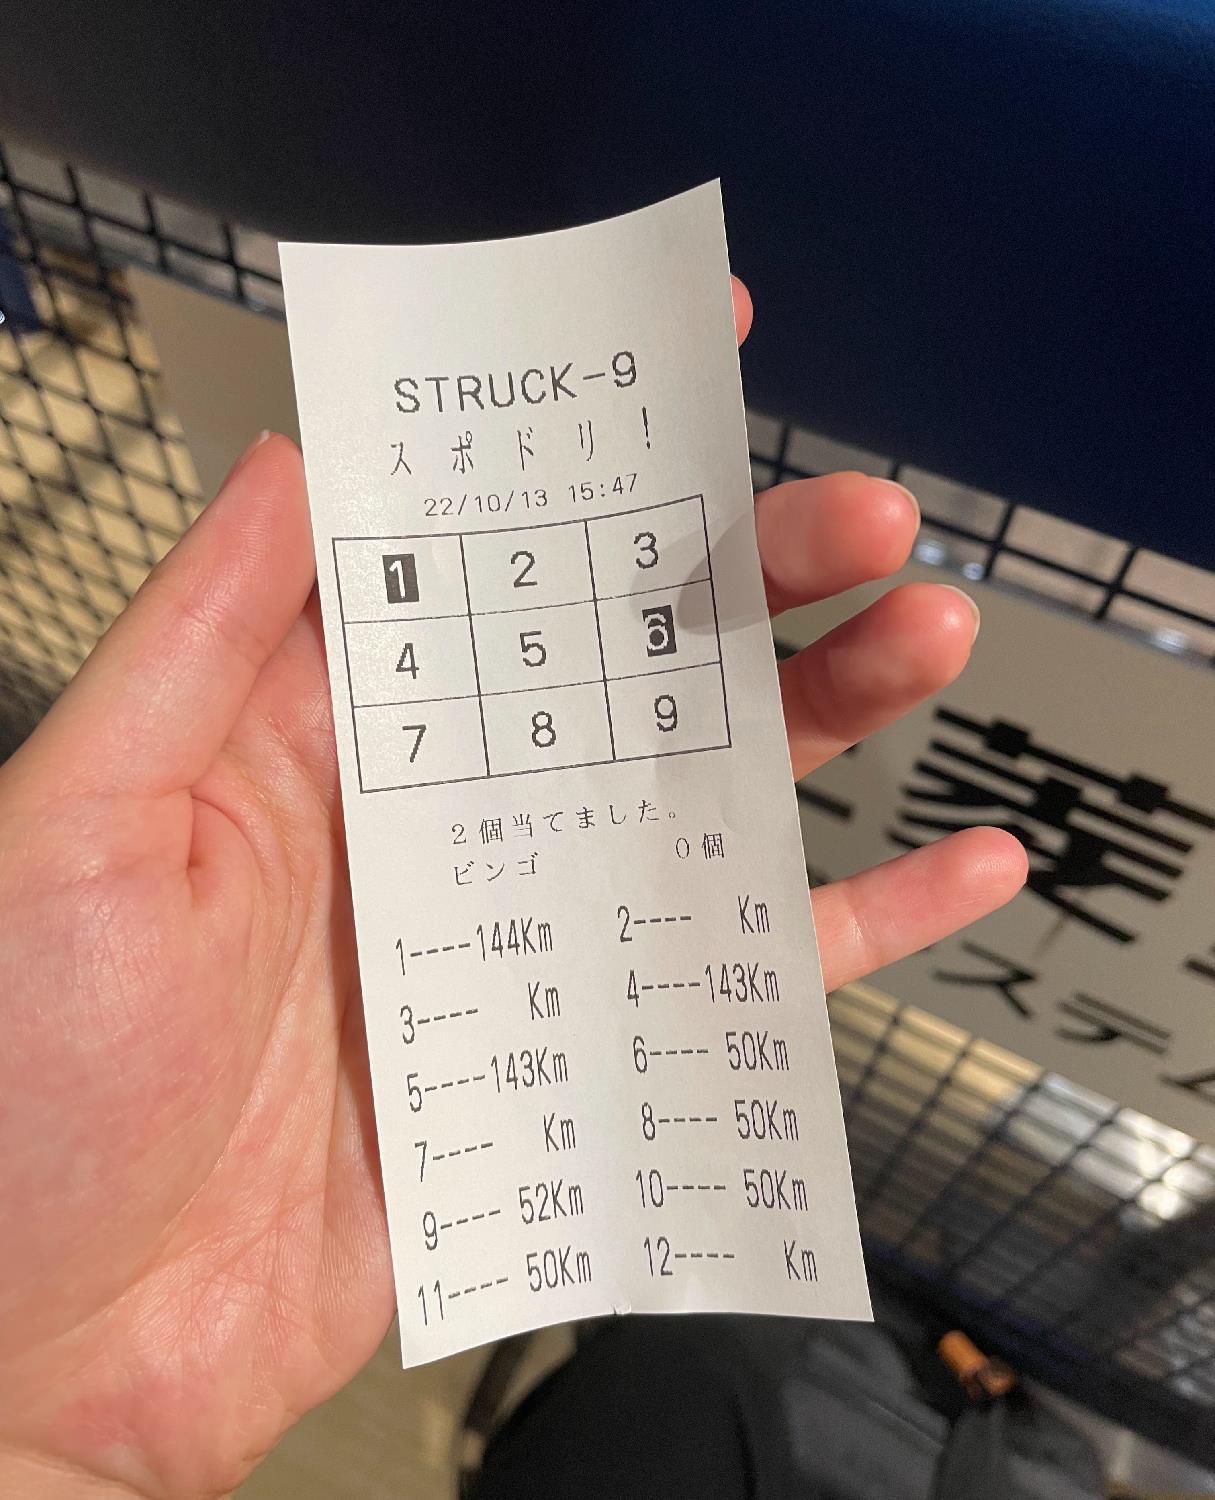 STRUCK-9
スポドリ!
22/10/13 15:47
1 2 3
4 5 6
7 8 9
2個当てました。
ビンゴ 0個
1----144Km 2---- Km
3---- Km 4----143Km
5----143Km 6---- 50Km
7---- Km 8---- 50Km
9---- 52Km 10---- 50Km
11---- 50Km 12---- Km
ステ